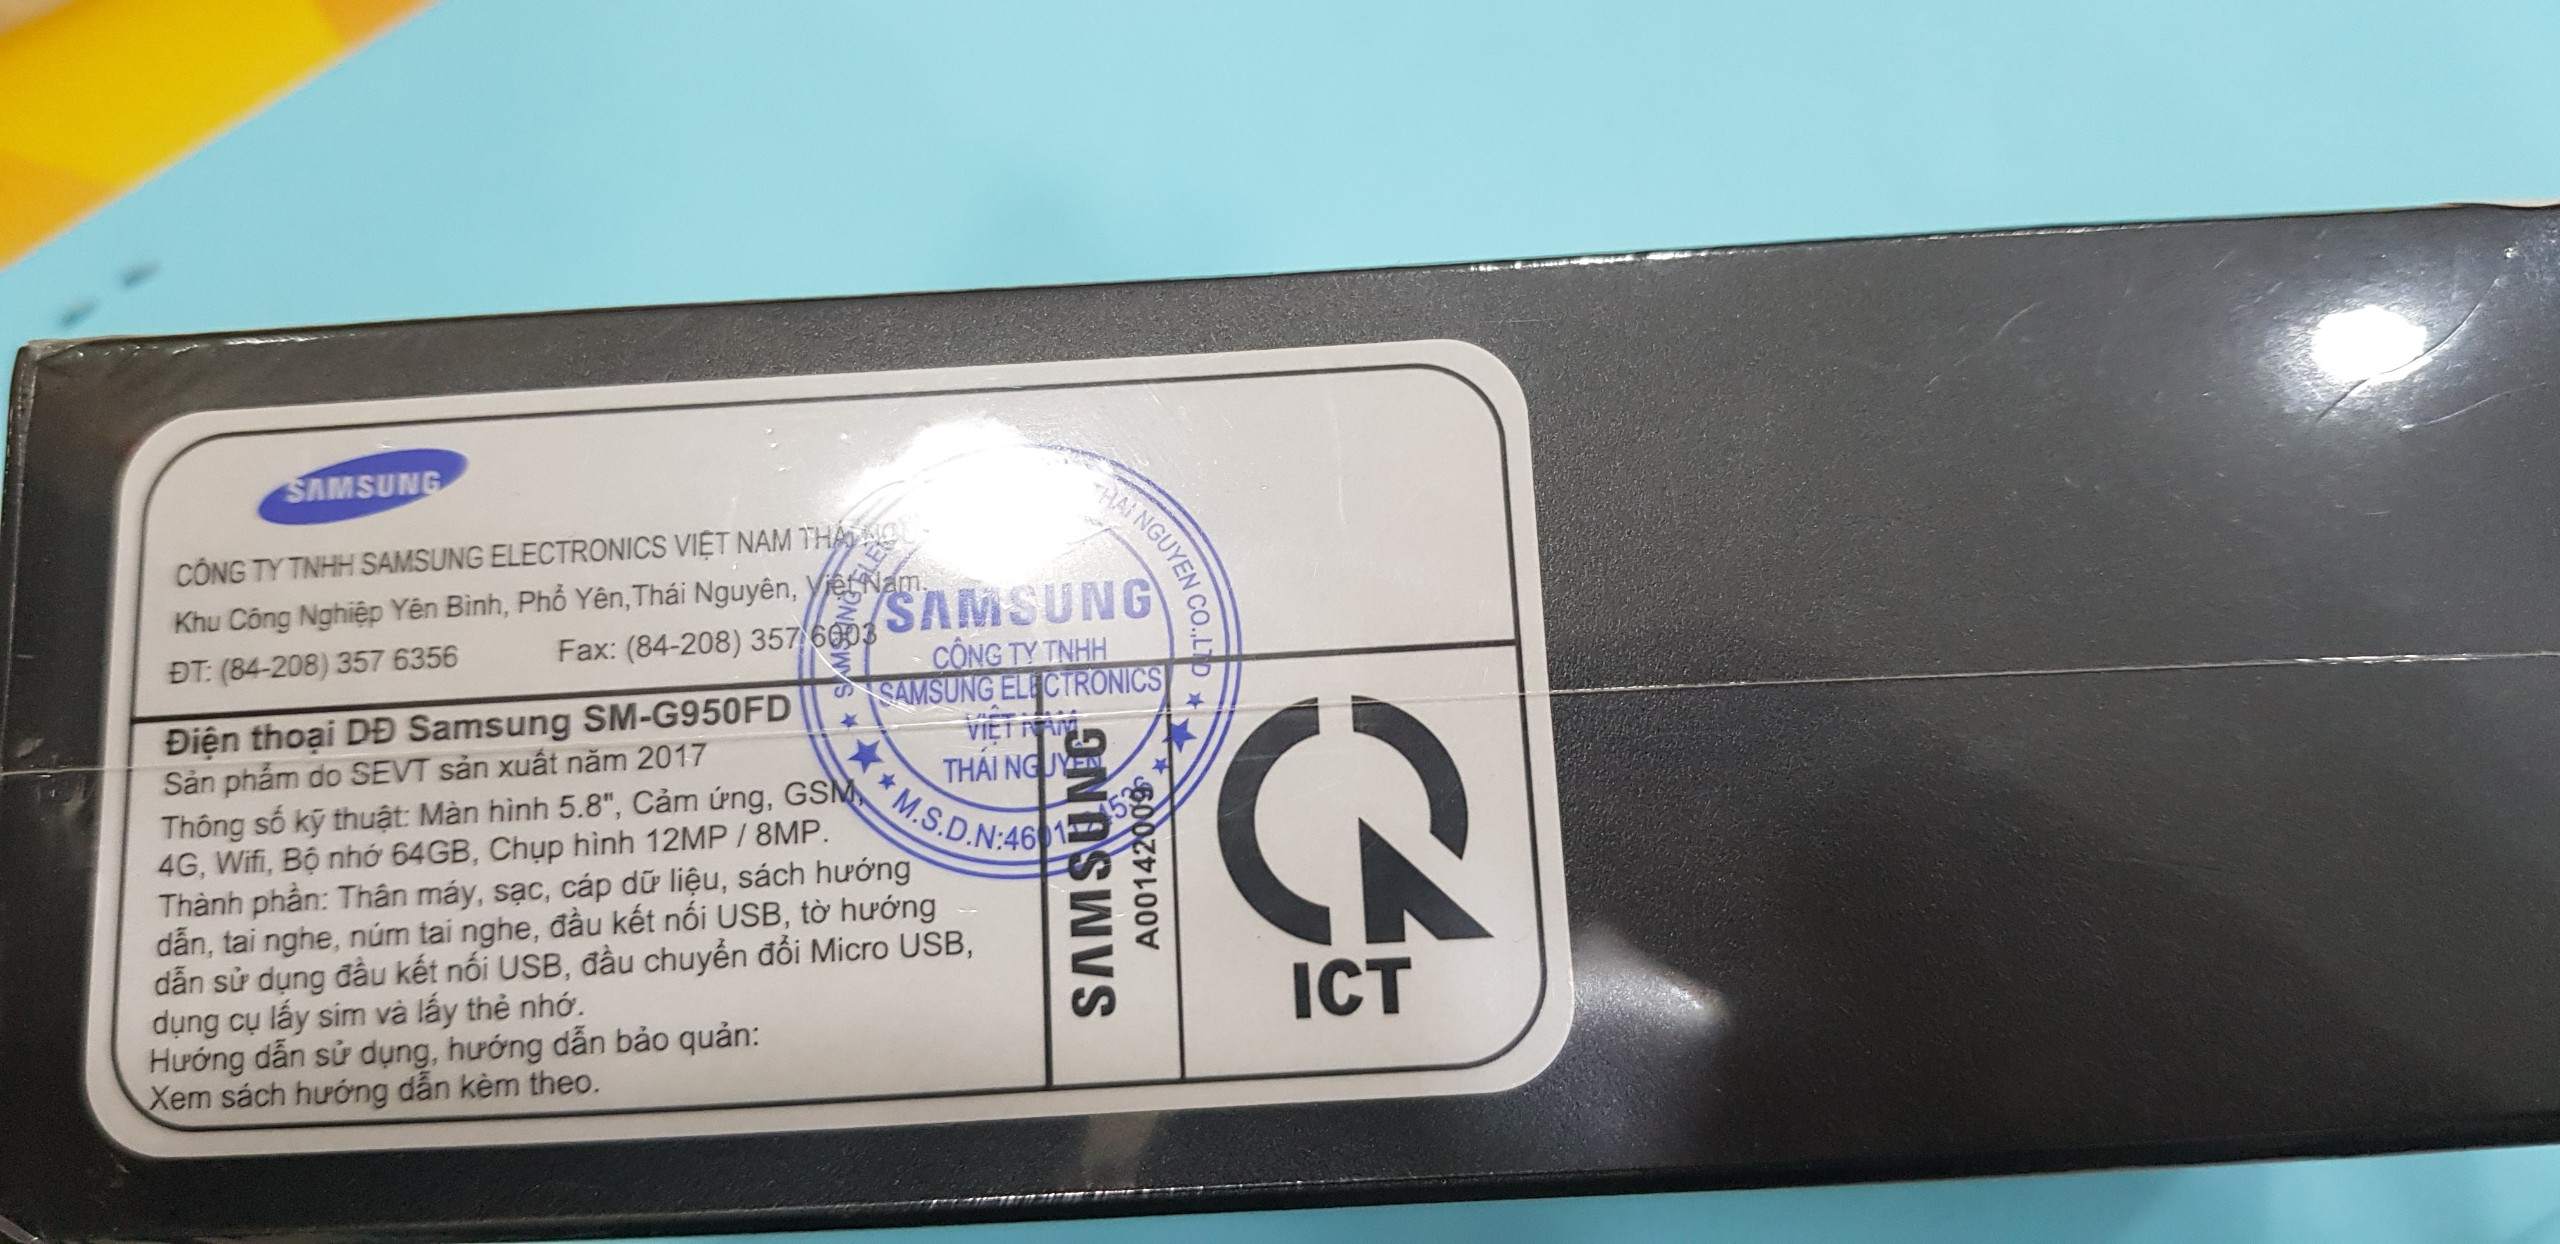 SAMSUNG
CÔNG TY TNHH SAMSUNG ELECTRONICS VIỆT NAM THÁI
Khu Công Nghiệp Yên Bình, Phổ Yên,Thái Nguyên, Việt Nam.
ĐT: (84-208) 357 6356 Fax: (84-208) 357 6003
Điện thoại DĐ Samsung SM-G950FD
Sản phẩm do SEVT sản xuất năm 2017
Thông số kỹ thuật: Màn hình 5.8", Cảm ứng, GSM,
4G, Wifi, Bộ nhớ 64GB, Chụp hình 12MP / 8MP.
Thành phần: Thân máy, sạc, cáp dữ liệu, sách hướng
dẫn, tai nghe, núm tai nghe, đầu kết nối USB, tờ hướng
dẫn sử dụng đầu kết nối USB, đầu chuyển đổi Micro USB,
dụng cụ lấy sim và lấy thẻ nhớ.
Hướng dẫn sử dụng, hướng dẫn bảo quản:
Xem sách hướng dẫn kèm theo.
SAMSUNG
THAI NGUYEN CO.,LTD
SAMSUNG
CÔNG TY TNHH
SAMSUNG ELECTRONICS
VIỆT NAM
THÁI NGUYÊN
SAMSUNG
A001420096
ICT